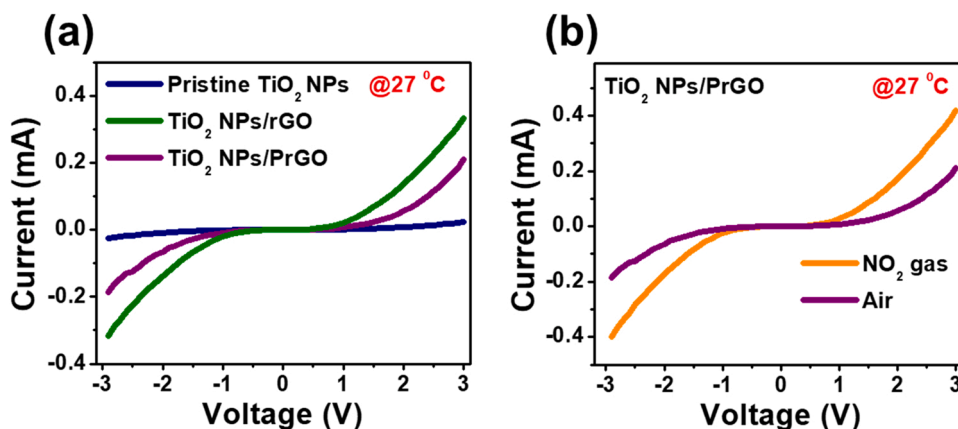 (a)
Pristine TiO₂ NPs @27 ⁰C
TiO₂ NPs/rGO
TiO₂ NPs/PrGO
0.4
0.2
0.0
-0.2
-0.4
Current (mA)
-3 -2 -1 0 1 2 3
Voltage (V)
(b)
TiO₂ NPs/PrGO @27 ⁰C
NO₂ gas
Air
0.4
0.2
0.0
-0.2
-0.4
Current (mA)
-3 -2 -1 0 1 2 3
Voltage (V)